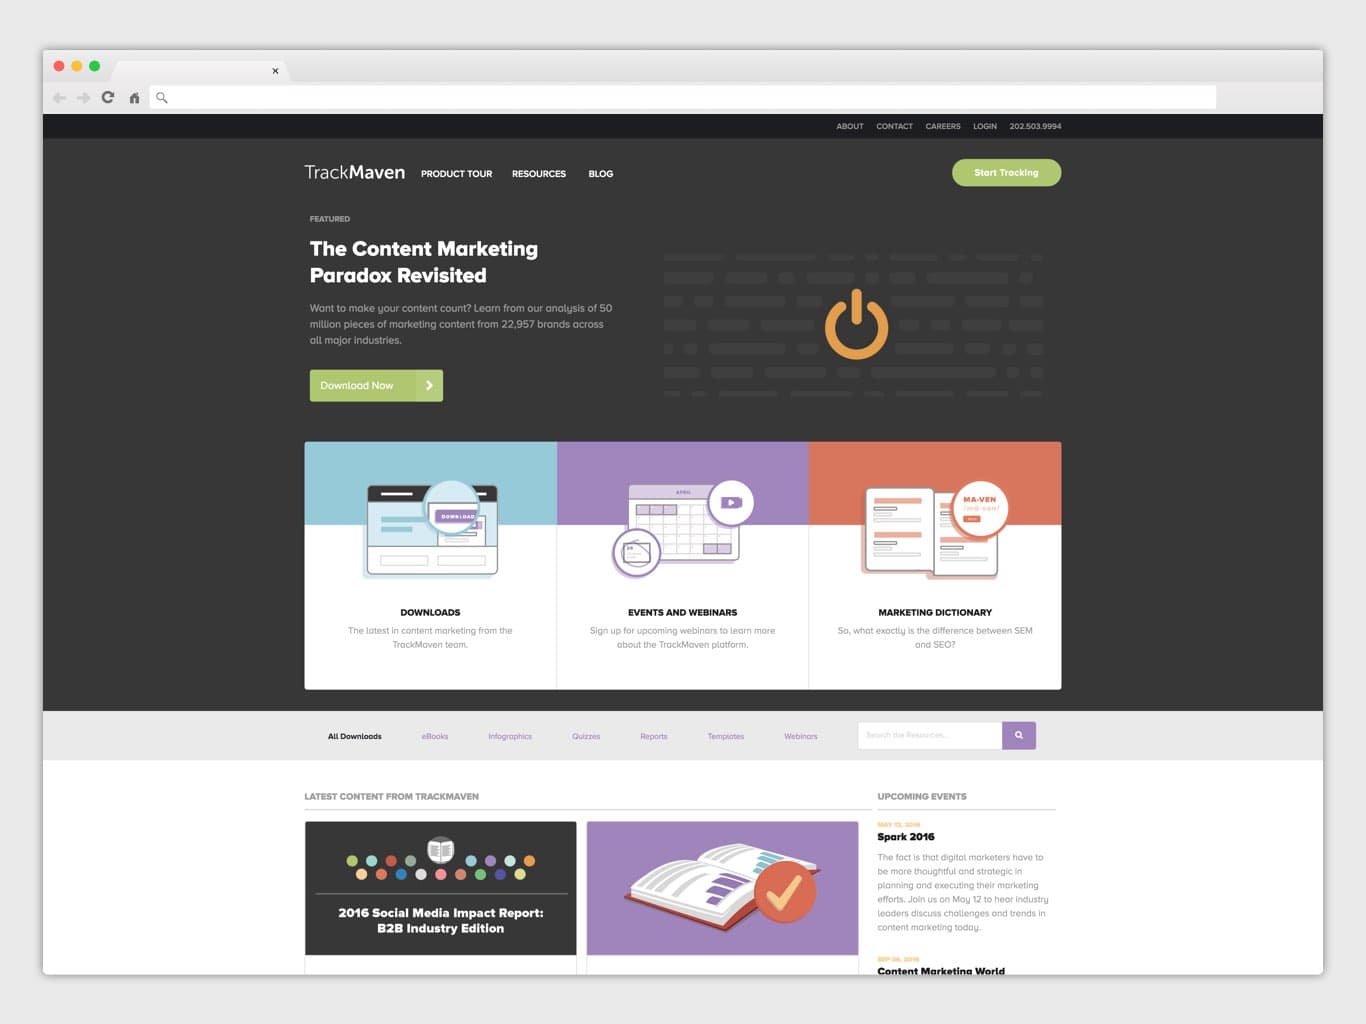 ABOUT CONTACT CAREERS LOGIN 202.503.9994
TrackMaven PRODUCT TOUR RESOURCES BLOG Start Tracking
FEATURED
The Content Marketing
Paradox Revisited
Want to make your content count? Learn from our analysis of 50
million pieces of marketing content from 22,957 brands across
all major industries.
Download Now
DOWNLOAD
APRIL
MA-VEN
DOWNLOADS
The latest in content marketing from the
TrackMaven team.
EVENTS AND WEBINARS
Sign up for upcoming webinars to learn more
about the TrackMaven platform.
MARKETING DICTIONARY
So, what exactly is the difference between SEM
and SEO?
All Downloads eBooks Infographics Quizzes Reports Templates Webinars Search the Resources...
LATEST CONTENT FROM TRACKMAVEN
2016 Social Media Impact Report:
B2B Industry Edition
UPCOMING EVENTS
MAY 12, 2016
Spark 2016
The fact is that digital marketers have to
be more thoughtful and strategic in
planning and executing their marketing
efforts. Join us on May 12 to hear industry
leaders discuss challenges and trends in
content marketing today.
SEP 06, 2016
Content Marketing World